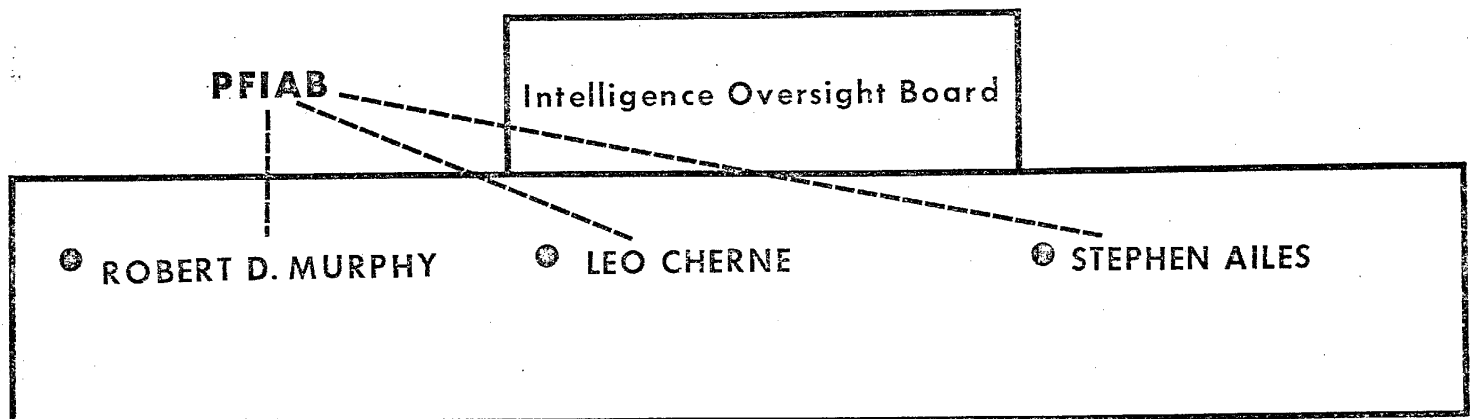 PFIAB
Intelligence Oversight Board
ROBERT D. MURPHY
LEO CHERNE
STEPHEN AILES